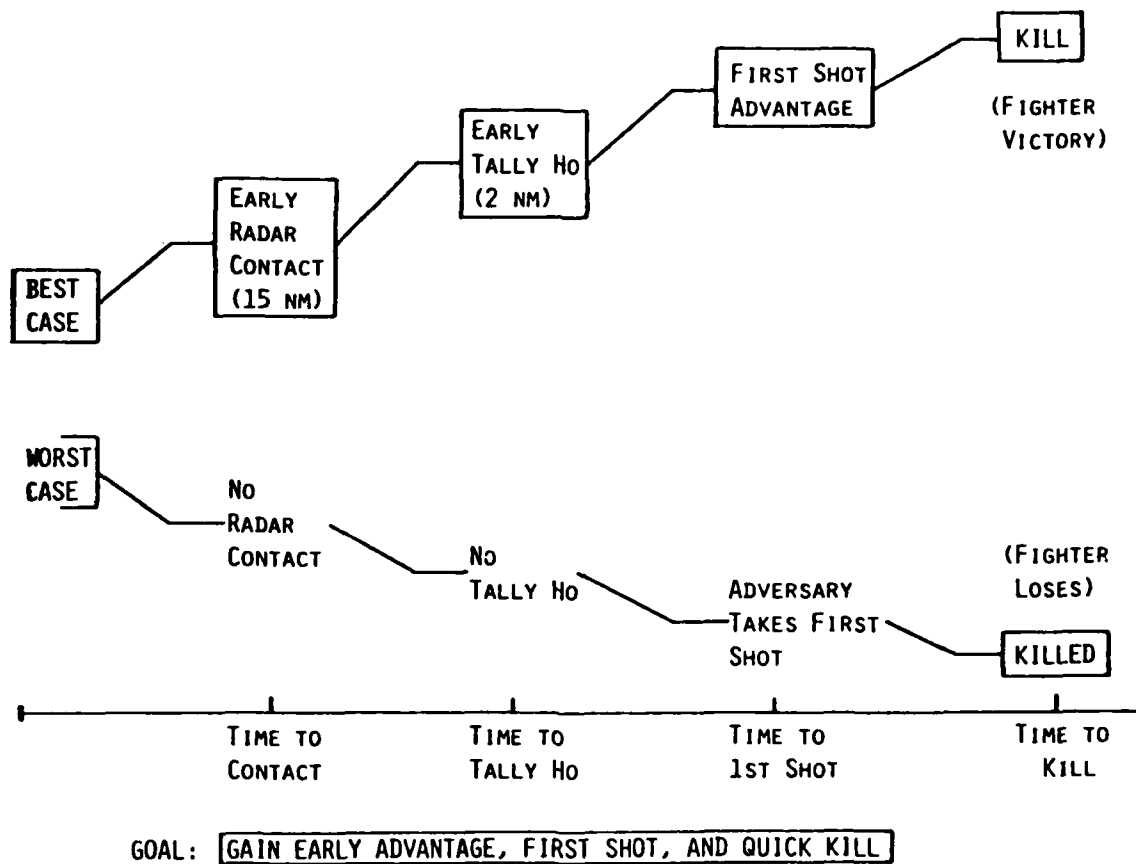 KILL
(FIGHTER
VICTORY)
FIRST SHOT
ADVANTAGE
EARLY
TALLY HO
(2 NM)
EARLY
RADAR
CONTACT
(15 NM)
BEST
CASE
WORST
CASE
NO
RADAR
CONTACT
NO
TALLY HO
ADVERSARY
TAKES FIRST
SHOT
(FIGHTER
LOSES)
KILLED
TIME TO
CONTACT
TIME TO
TALLY HO
TIME TO
1ST SHOT
TIME TO
KILL
GOAL: GAIN EARLY ADVANTAGE, FIRST SHOT, AND QUICK KILL